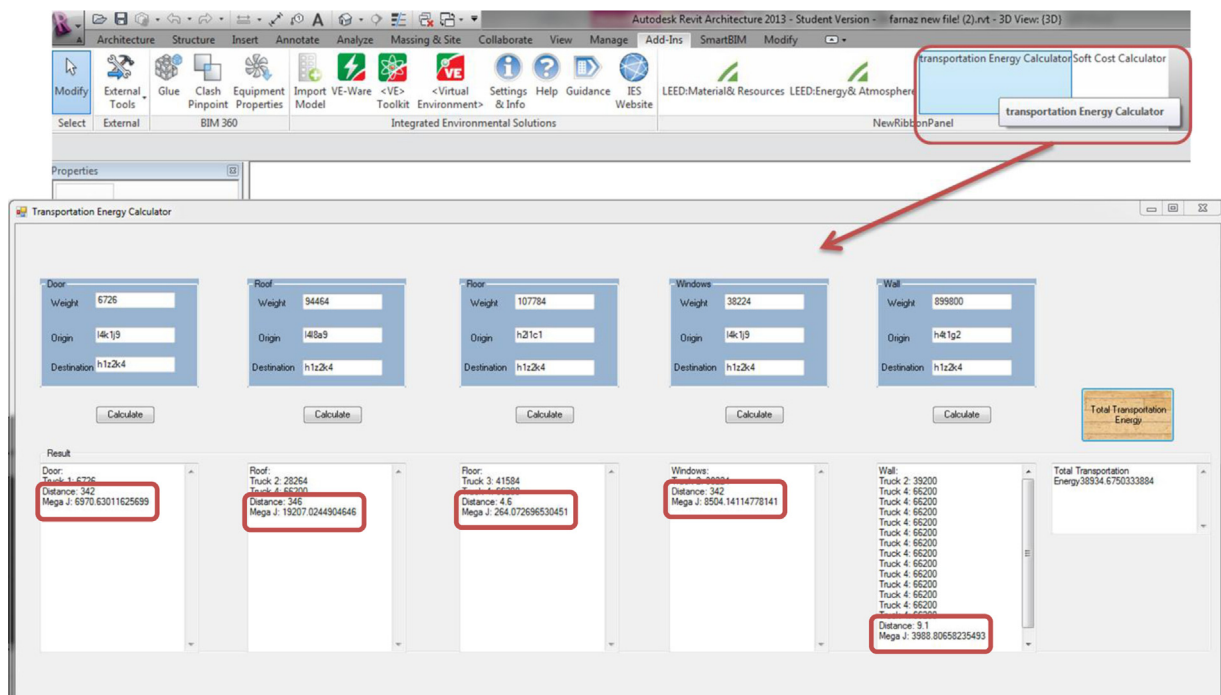 Autodesk Revit Architecture 2013 - Student Version - farnaz new file! (2).rvt - 3D View: {3D}
Architecture Structure Insert Annotate Analyze Massing & Site Collaborate View Manage Add-Ins SmartBIM Modify
transportation Energy Calculator Soft Cost Calculator
Modify External Tools Glue Clash Pinpoint Equipment Properties Import Model VE-Ware <VE> Toolkit <Virtual Environment> Settings & Info Help Guidance IES Website LEED:Material& Resources LEED:Energy& Atmosphere
transportation Energy Calculator
Select External BIM 360 Integrated Environmental Solutions NewRibbonPanel
Properties
Transportation Energy Calculator
Door
Weight 6726
Origin l4k1j9
Destination h1z2k4
Calculate
Roof
Weight 94464
Origin l4l8a9
Destination h1z2k4
Calculate
Floor
Weight 107784
Origin h2l1c1
Destination h1z2k4
Calculate
Windows
Weight 38224
Origin l4k1j9
Destination h1z2k4
Calculate
Wall
Weight 899800
Origin h4t1g2
Destination h1z2k4
Calculate
Total Transportation
Energy
Result
Door:
Truck 1: 6726
Distance: 342
Mega J: 6970.63011625699
Roof:
Truck 2: 28264
Truck 4: 66200
Distance: 346
Mega J: 19207.0244904646
Floor:
Truck 3: 41584
Truck 4: 66200
Distance: 4.6
Mega J: 264.072696530451
Windows:
Distance: 342
Mega J: 8504.14114778141
Wall:
Truck 2: 39200
Truck 4: 66200
Truck 4: 66200
Truck 4: 66200
Truck 4: 66200
Truck 4: 66200
Truck 4: 66200
Truck 4: 66200
Truck 4: 66200
Truck 4: 66200
Truck 4: 66200
Truck 4: 66200
Truck 4: 66200
Truck 4: 66200
Distance: 9.1
Mega J: 3988.80658235493
Total Transportation
Energy38934.6750333884